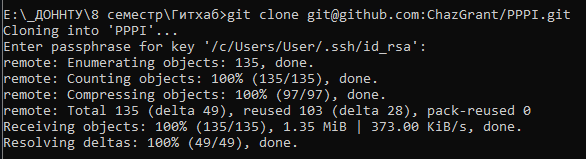 E:\_ДОННТУ\8 семестр\Гитхаб>git clone git@github.com:ChazGrant/PPPI.git
Cloning into 'PPPI'...
Enter passphrase for key '/c/Users/User/.ssh/id_rsa':
remote: Enumerating objects: 135, done.
remote: Counting objects: 100% (135/135), done.
remote: Compressing objects: 100% (97/97), done.
remote: Total 135 (delta 49), reused 103 (delta 28), pack-reused 0
Receiving objects: 100% (135/135), 1.35 MiB | 373.00 KiB/s, done.
Resolving deltas: 100% (49/49), done.